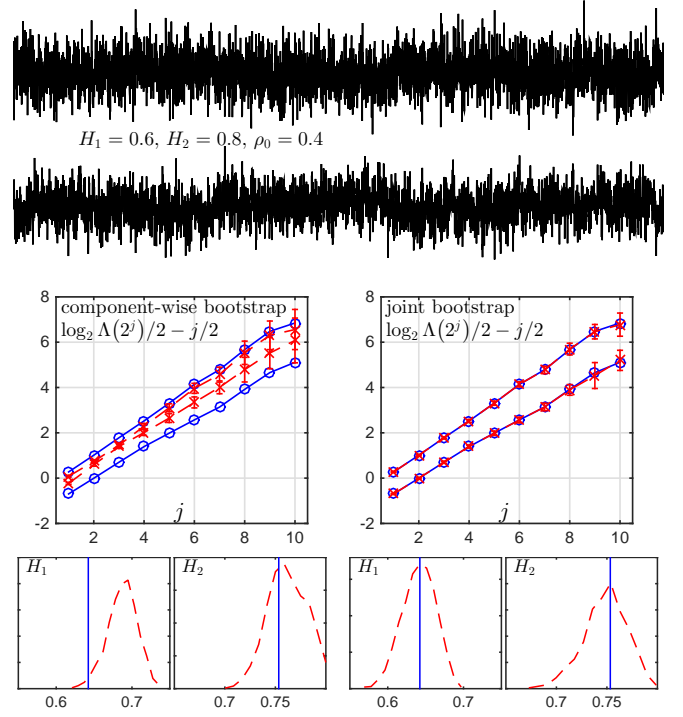 H₁ = 0.6, H₂ = 0.8, ρ₀ = 0.4
component-wise bootstrap
log₂ Λ(2ʲ)/2 − j/2
8
6
4
2
0
-2
2 4 6 8 10
j
joint bootstrap
log₂ Λ(2ʲ)/2 − j/2
8
6
4
2
0
-2
2 4 6 8 10
j
H₁
0.6 0.7
H₂
0.7 0.75
H₁
0.6 0.7
H₂
0.7 0.75